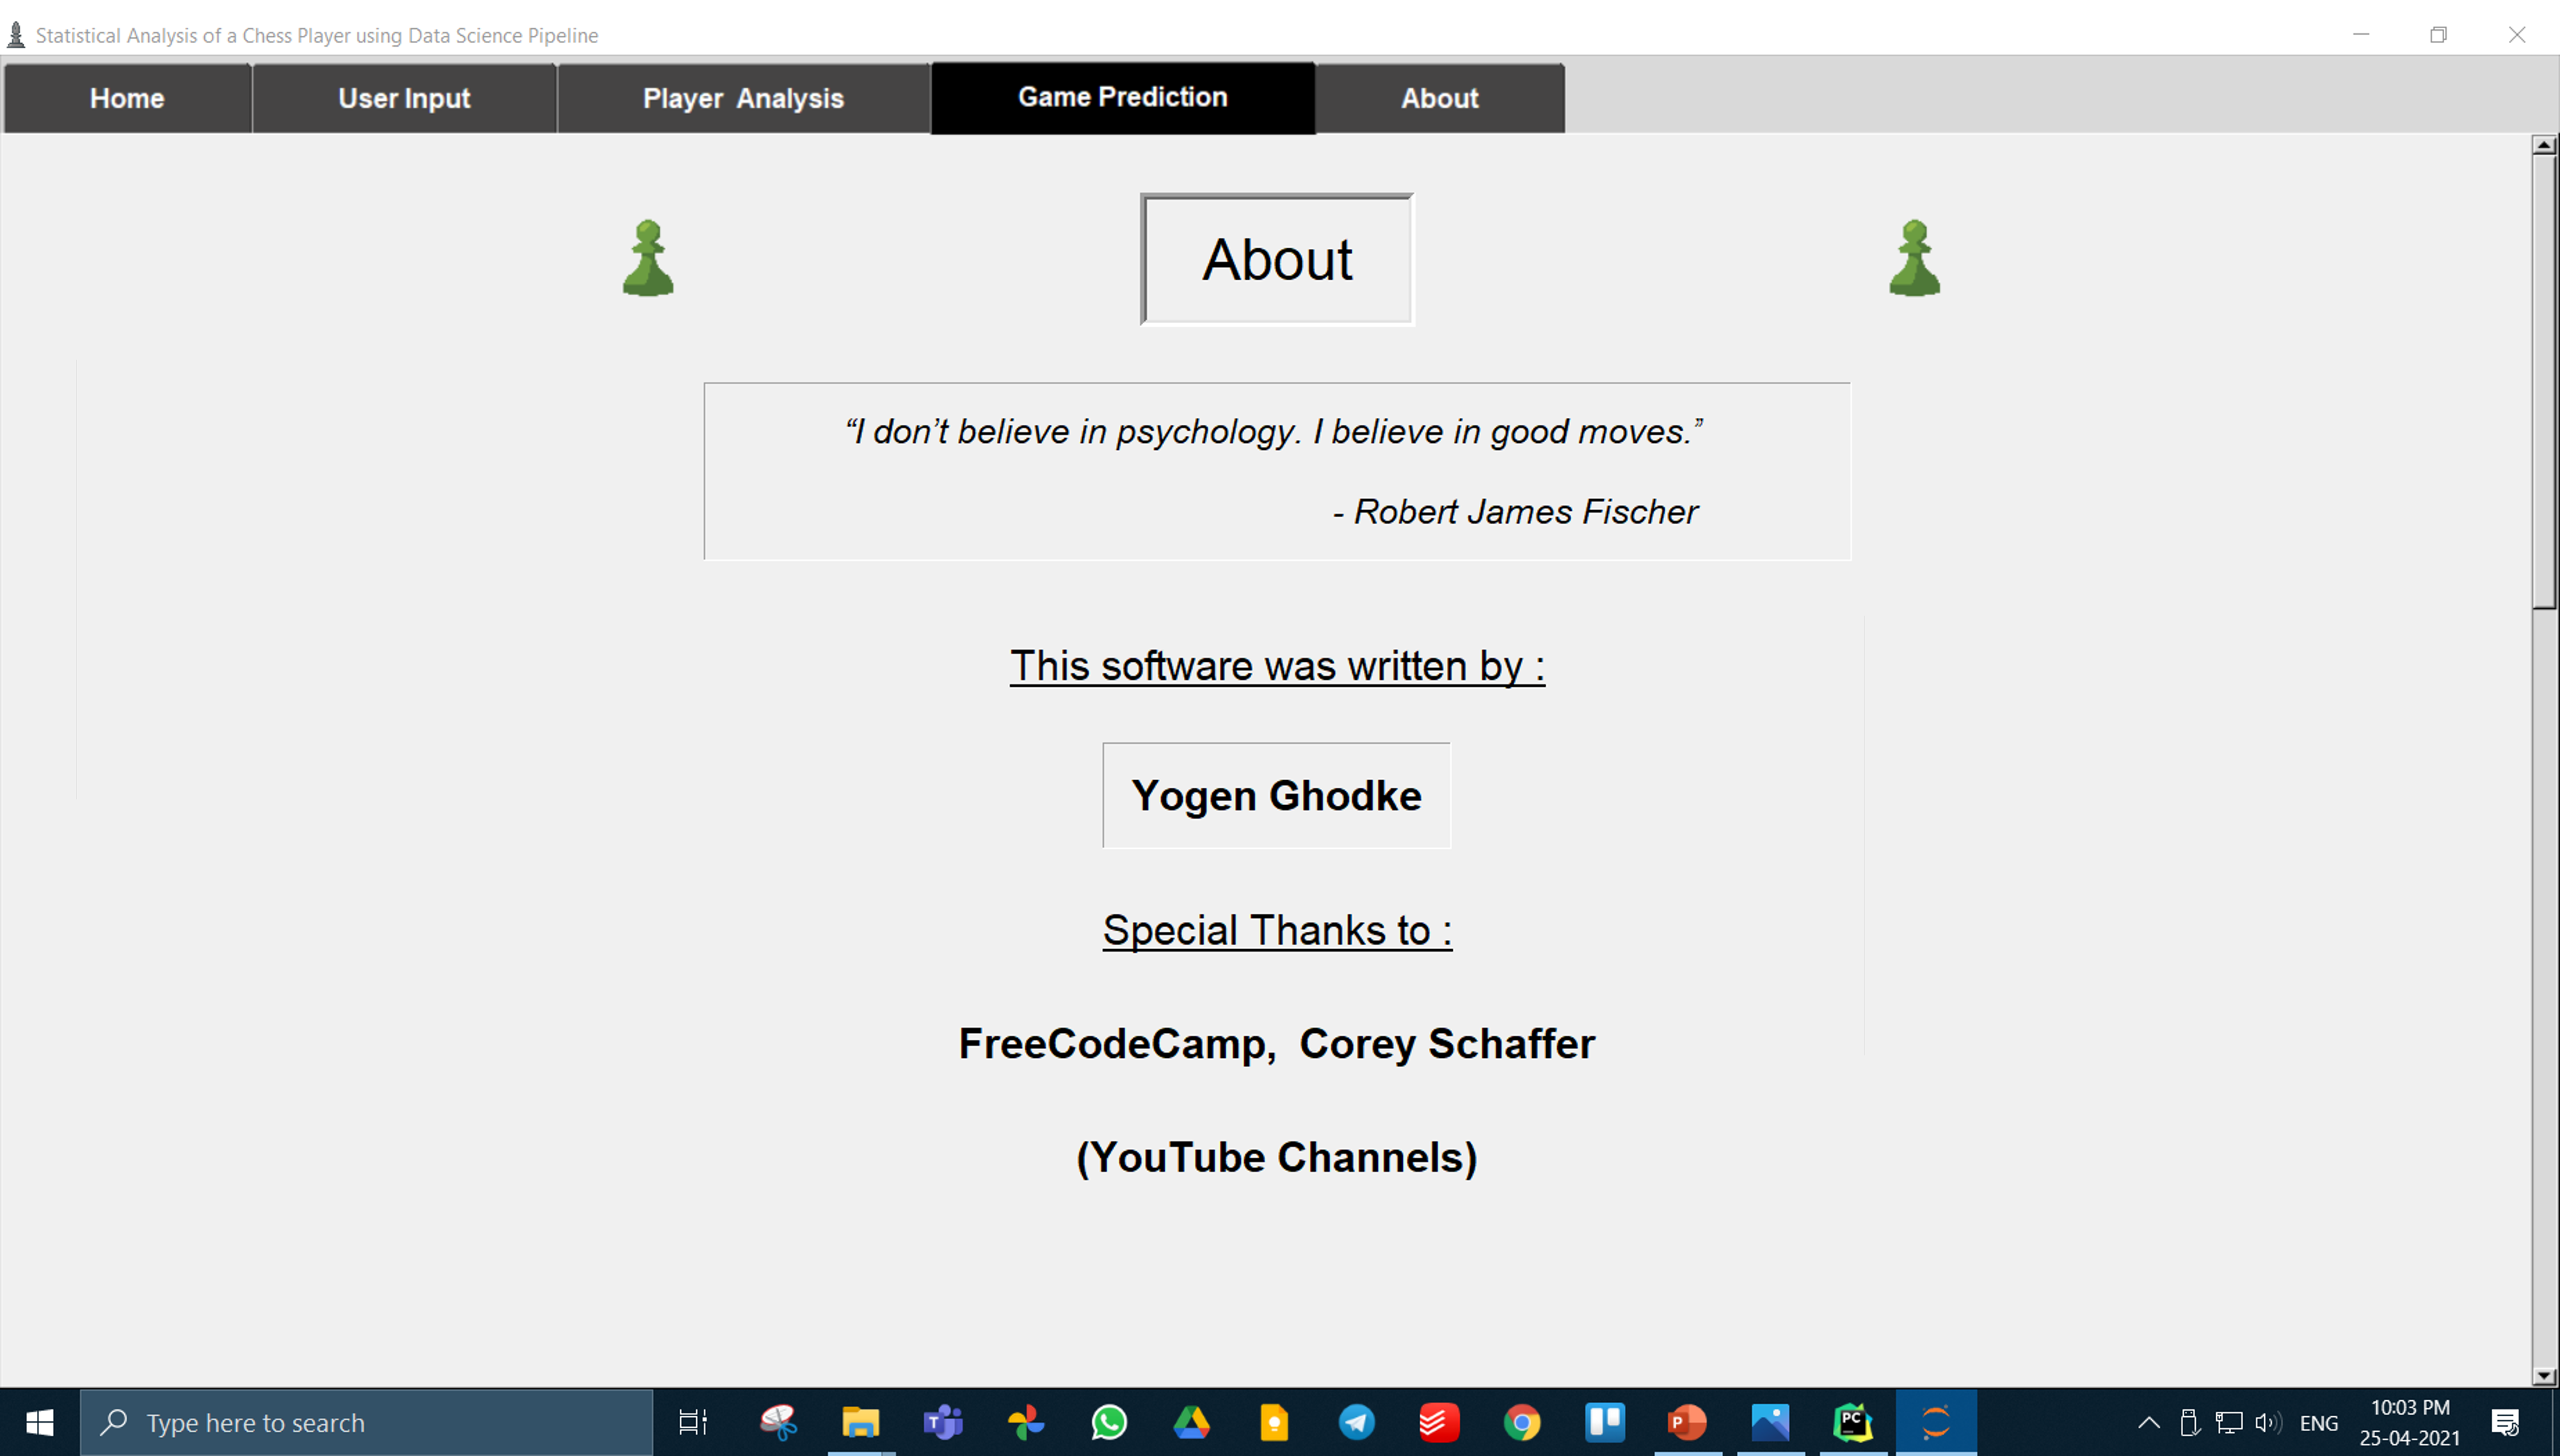 Statistical Analysis of a Chess Player using Data Science Pipeline
Home User Input Player Analysis Game Prediction About
About
“I don’t believe in psychology. I believe in good moves.”
- Robert James Fischer
This software was written by :
Yogen Ghodke
Special Thanks to :
FreeCodeCamp, Corey Schaffer
(YouTube Channels)
Type here to search
ENG
10:03 PM
25-04-2021